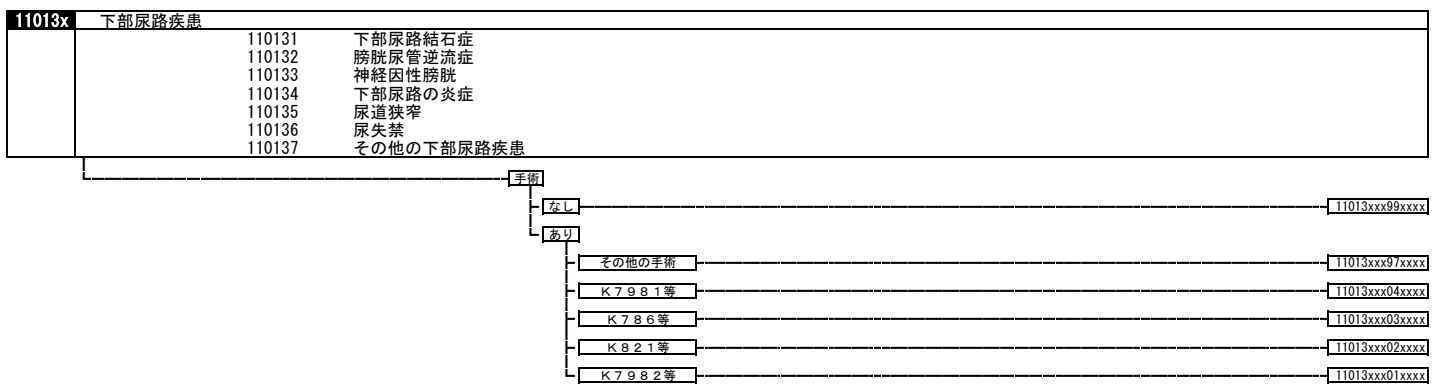 11013x 下部尿路疾患
110131 下部尿路結石症
110132 膀胱尿管逆流症
110133 神経因性膀胱
110134 下部尿路の炎症
110135 尿道狭窄
110136 尿失禁
110137 その他の下部尿路疾患
手術
なし 11013xxx99xxxx
あり
その他の手術 11013xxx97xxxx
K7981等 11013xxx04xxxx
K786等 11013xxx03xxxx
K821等 11013xxx02xxxx
K7982等 11013xxx01xxxx